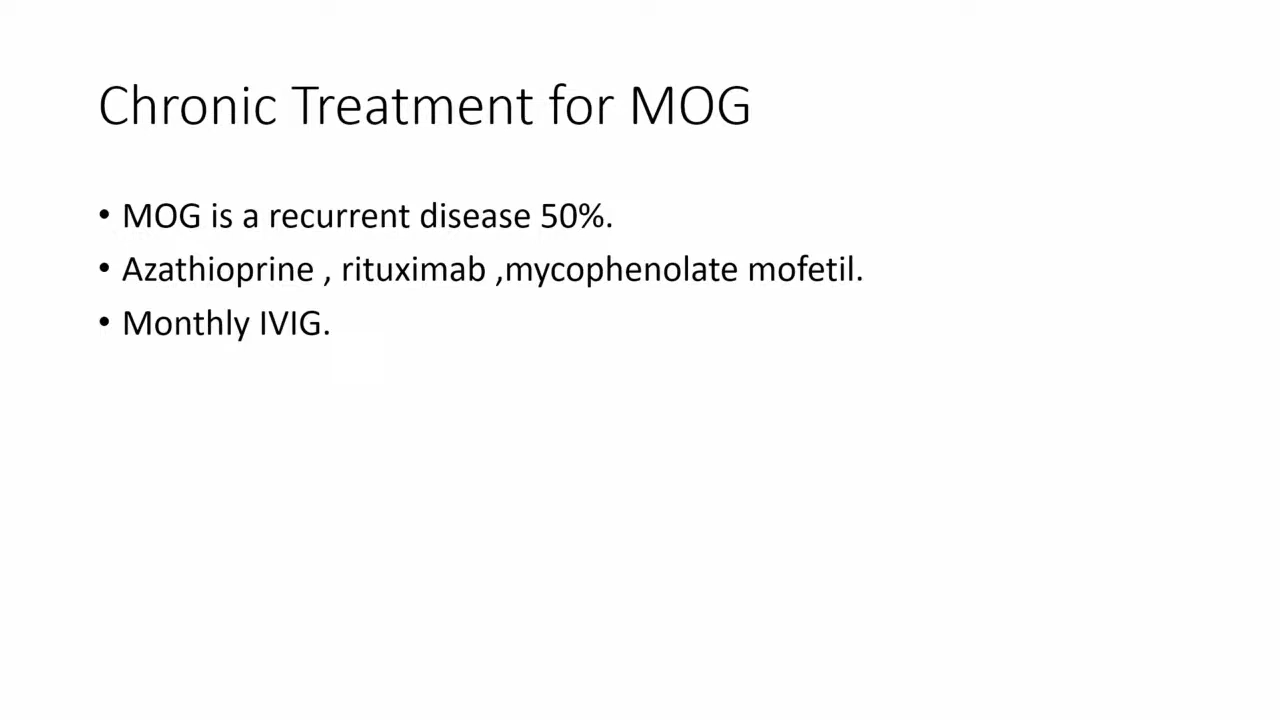 Chronic Treatment for MOG
• MOG is a recurrent disease 50%.
• Azathioprine , rituximab ,mycophenolate mofetil.
• Monthly IVIG.